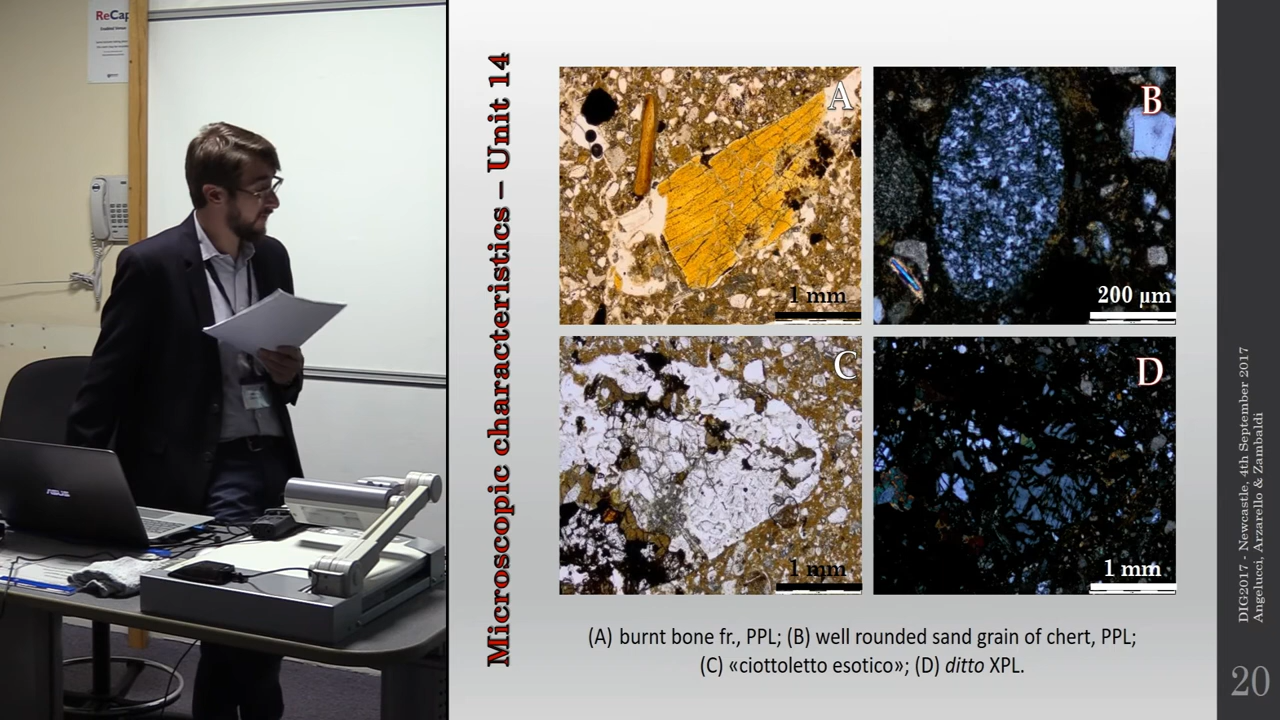 ReCap
ASUS
Microscopic characteristics – Unit 14
A
1 mm
B
200 µm
C
1 mm
D
1 mm
(A) burnt bone fr., PPL; (B) well rounded sand grain of chert, PPL;
(C) «ciottoletto esotico»; (D) ditto XPL.
DIG2017 - Newcastle, 4th September 2017
Angelucci, Arzarello & Zambaldi
20